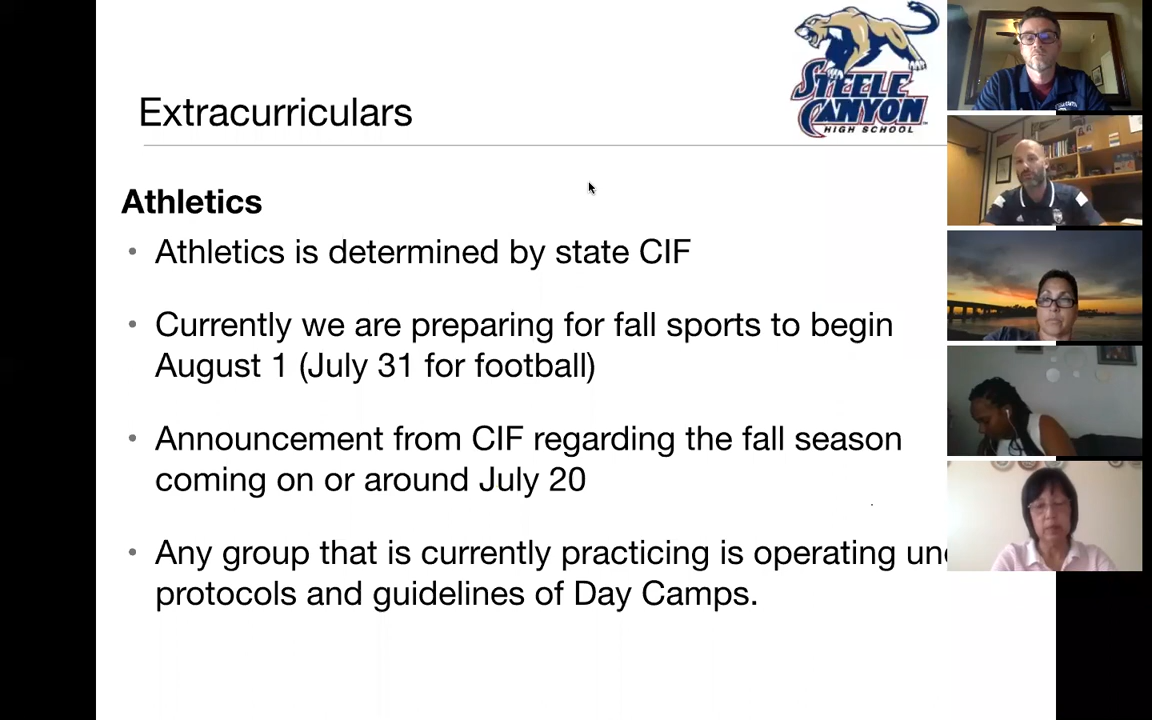 STEELE
CANYON
HIGH SCHOOL
Extracurriculars
Athletics
• Athletics is determined by state CIF
• Currently we are preparing for fall sports to begin
August 1 (July 31 for football)
• Announcement from CIF regarding the fall season
coming on or around July 20
• Any group that is currently practicing is operating
protocols and guidelines of Day Camps.